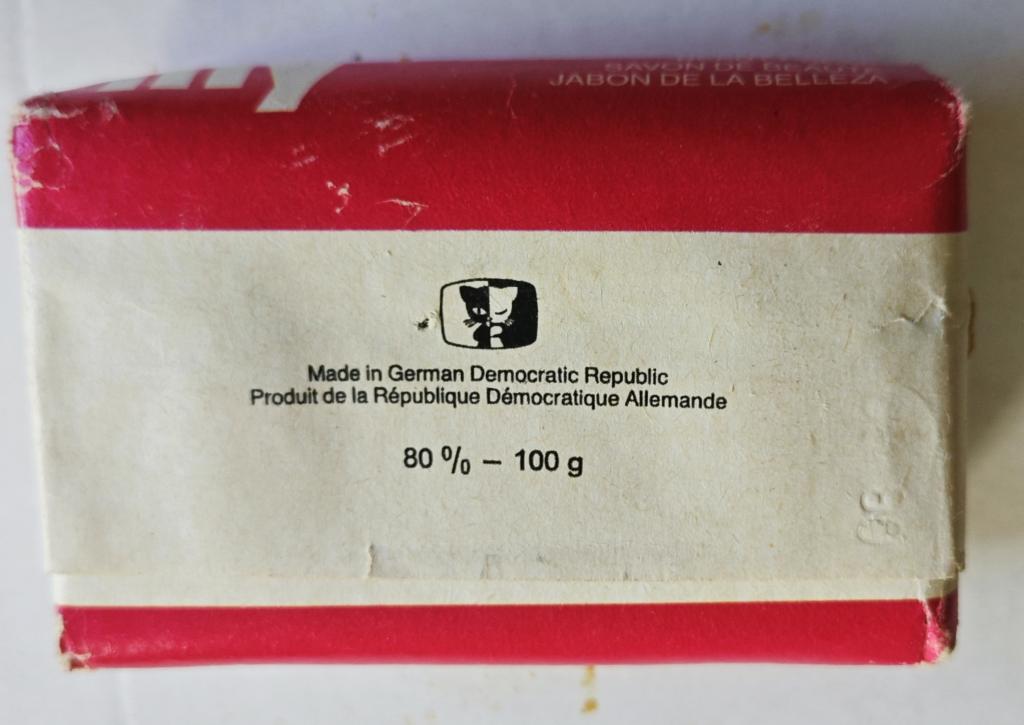 SAVON DE BEAUTÉ
JABON DE LA BELLEZA
Made in German Democratic Republic
Produit de la République Démocratique Allemande
80 % – 100 g